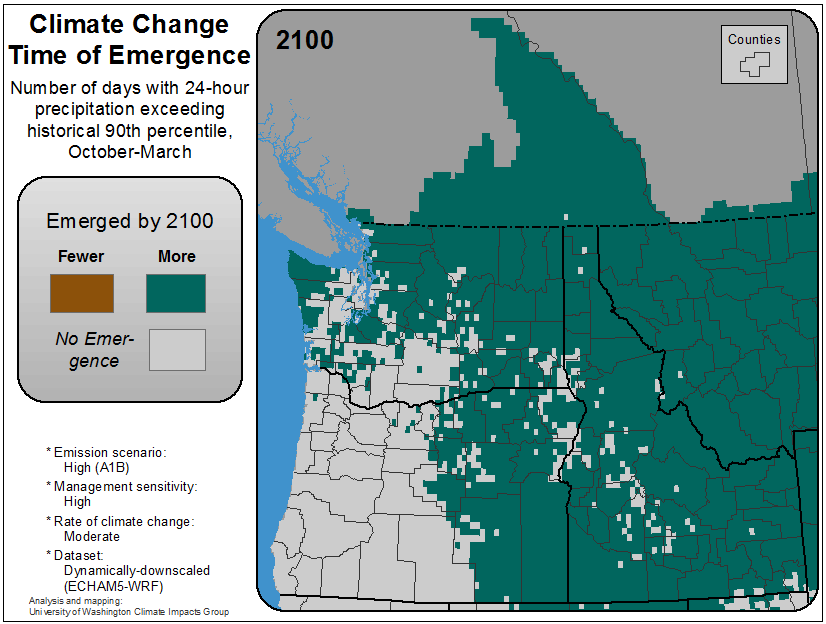 Climate Change
Time of Emergence
Number of days with 24-hour
precipitation exceeding
historical 90th percentile,
October-March
Emerged by 2100
Fewer
More
No Emer-
gence
* Emission scenario:
High (A1B)
* Management sensitivity:
High
* Rate of climate change:
Moderate
* Dataset:
Dynamically-downscaled
(ECHAM5-WRF)
Analysis and mapping:
University of Washington Climate Impacts Group
2100
Counties